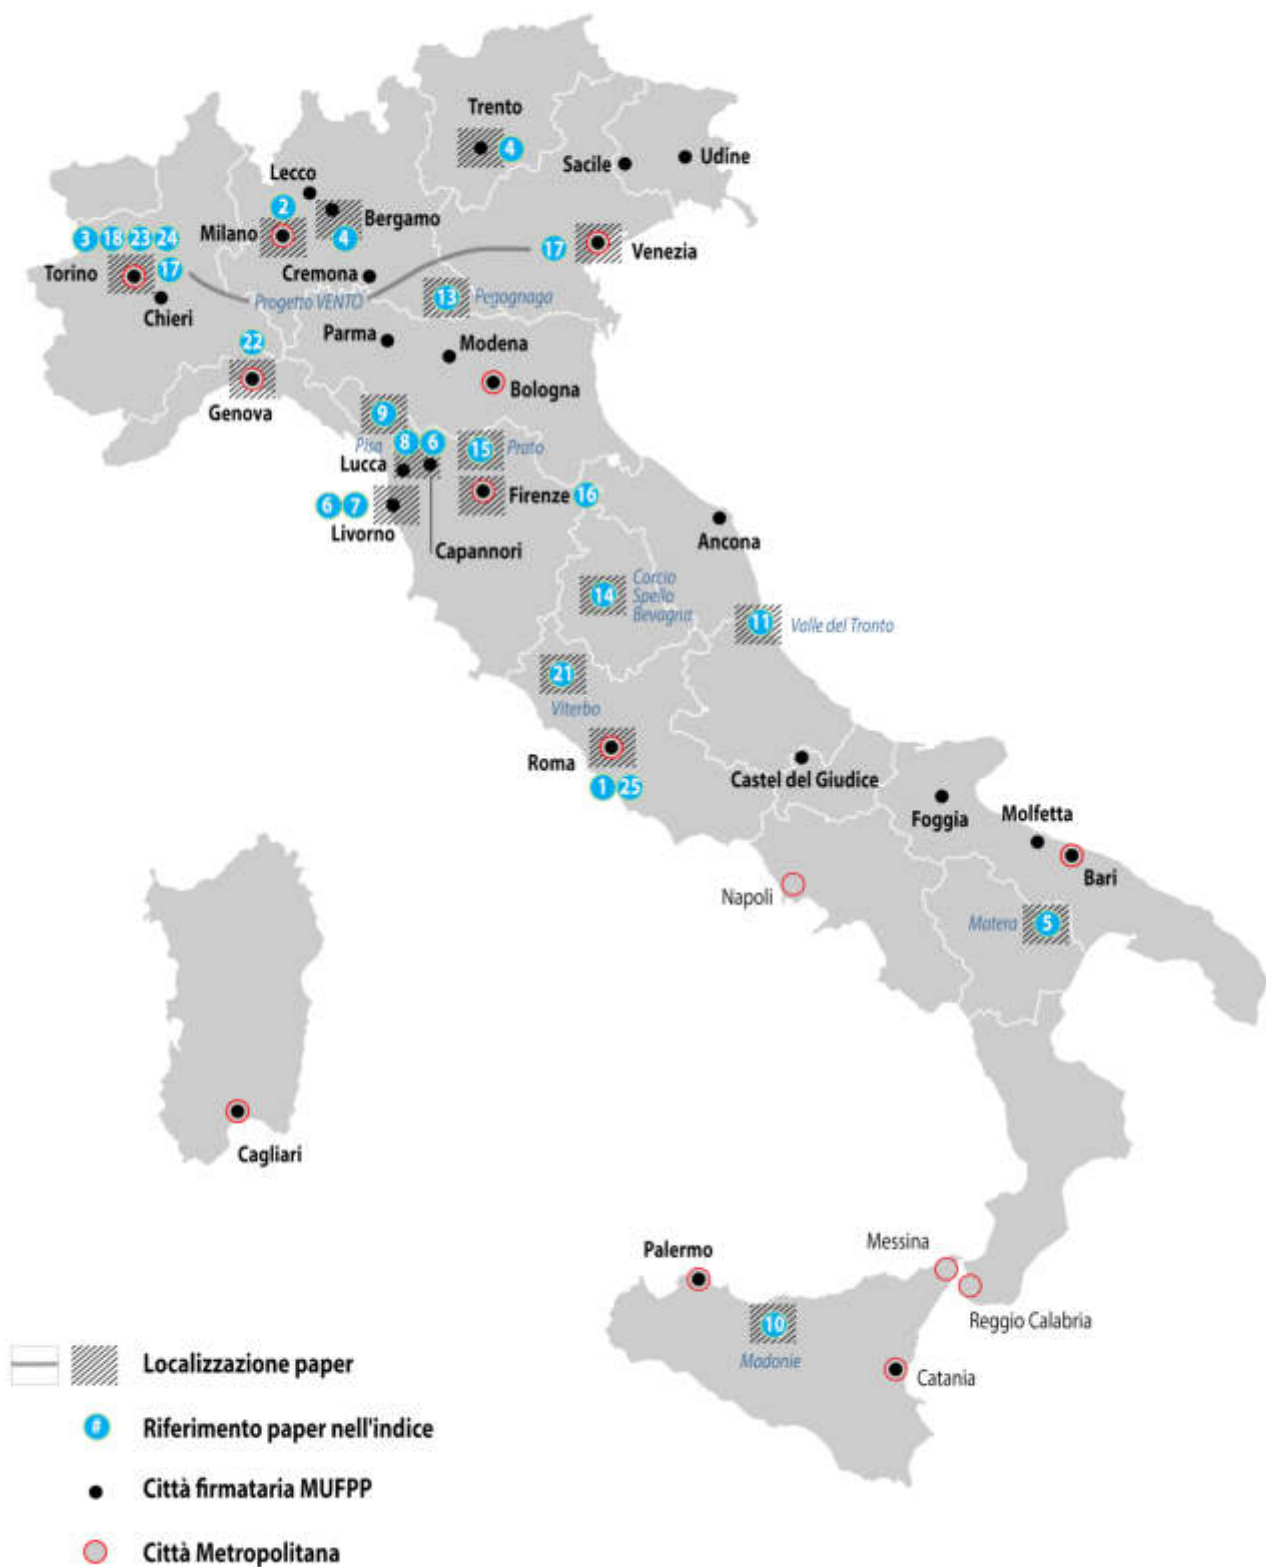 Trento
4
Sacile
Udine
Lecco
2
Bergamo
Milano
4
3 18 23 24
17
Venezia
Torino
17
Cremona
Progetto VENTO
13
Pegognaga
Chieri
Parma
Modena
22
Bologna
Genova
9
Pisa
8 6
15
Prato
Lucca
Firenze
16
6 7
Livorno
Capannori
Ancona
14
Corcio
Spello
Bevagna
11
Valle del Tronto
21
Viterbo
Roma
1 25
Castel del Giudice
Foggia
Molfetta
Bari
Napoli
Matera
5
Cagliari
Palermo
Messina
Reggio Calabria
10
Madonie
Catania
Localizzazione paper
# Riferimento paper nell'indice
Città firmataria MUFPP
Città Metropolitana